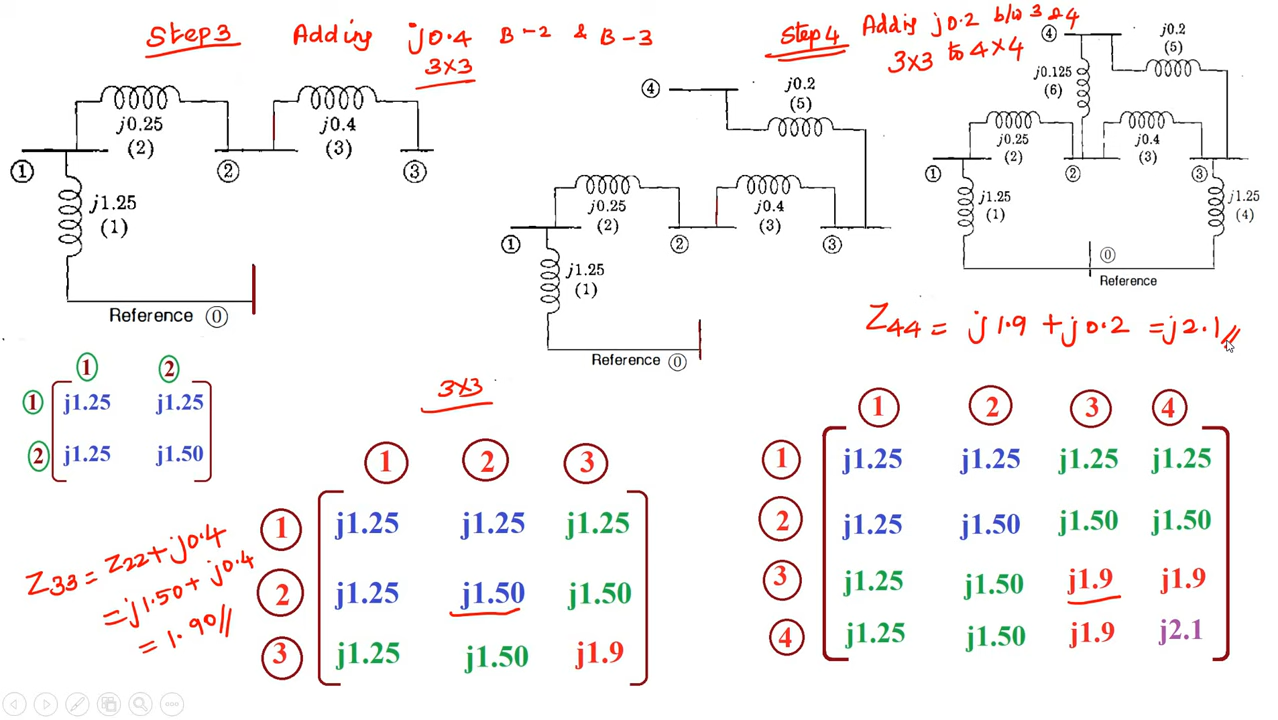 Step3 Adding j0.4 B-2 & B-3
3x3
Step4 Adding j0.2 b/w 3 & 4
3x3 to 4x4
j0.25
(2)
j0.4
(3)
①
②
③
j1.25
(1)
Reference ⓪
④
j0.2
(5)
j0.25
(2)
j0.4
(3)
①
②
③
j1.25
(1)
Reference ⓪
④
j0.2
(5)
j0.125
(6)
j0.25
(2)
j0.4
(3)
①
②
③
j1.25
(1)
j1.25
(4)
⓪
Reference
Z44 = j1.9 + j0.2 = j2.1//
① ②
① j1.25 j1.25
② j1.25 j1.50
Z33 = Z22 + j0.4
= j1.50 + j0.4
= 1.90//
3x3
① ② ③
① j1.25 j1.25 j1.25
② j1.25 j1.50 j1.50
③ j1.25 j1.50 j1.9
① ② ③ ④
① j1.25 j1.25 j1.25 j1.25
② j1.25 j1.50 j1.50 j1.50
③ j1.25 j1.50 j1.9 j1.9
④ j1.25 j1.50 j1.9 j2.1